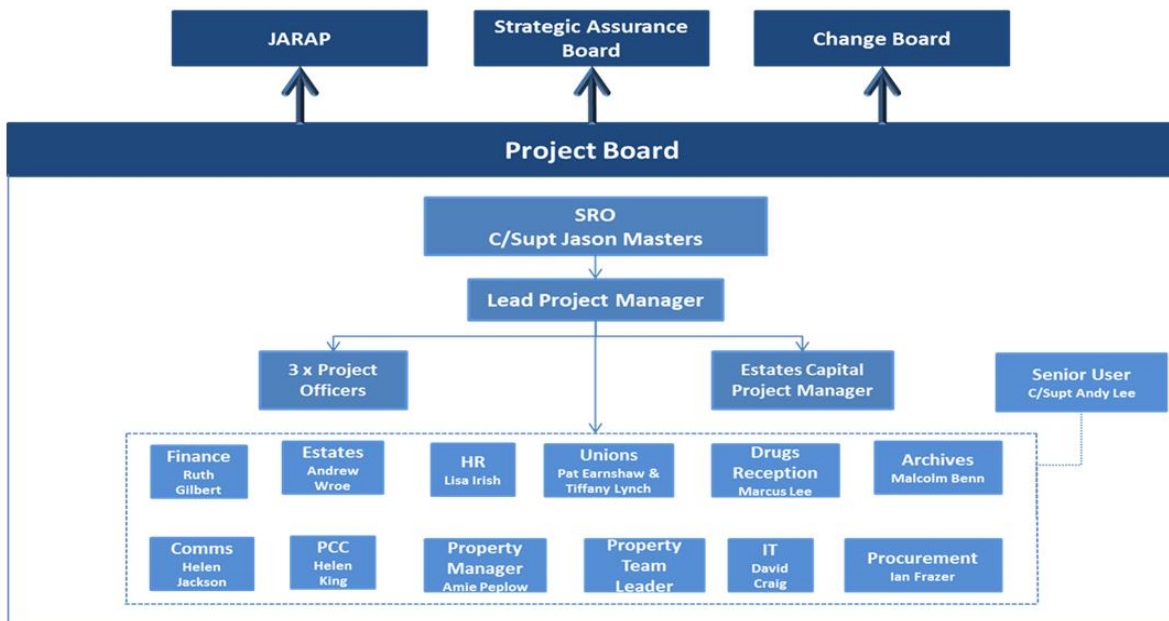 JARAP
Strategic Assurance
Board
Change Board
Project Board
SRO
C/Supt Jason Masters
Lead Project Manager
3 x Project
Officers
Estates Capital
Project Manager
Senior User
C/Supt Andy Lee
Finance
Ruth
Gilbert
Estates
Andrew
Wroe
HR
Lisa Irish
Unions
Pat Earnshaw &
Tiffany Lynch
Drugs
Reception
Marcus Lee
Archives
Malcolm Benn
Comms
Helen
Jackson
PCC
Helen
King
Property
Manager
Amie Peplow
Property
Team
Leader
IT
David
Craig
Procurement
Ian Frazer